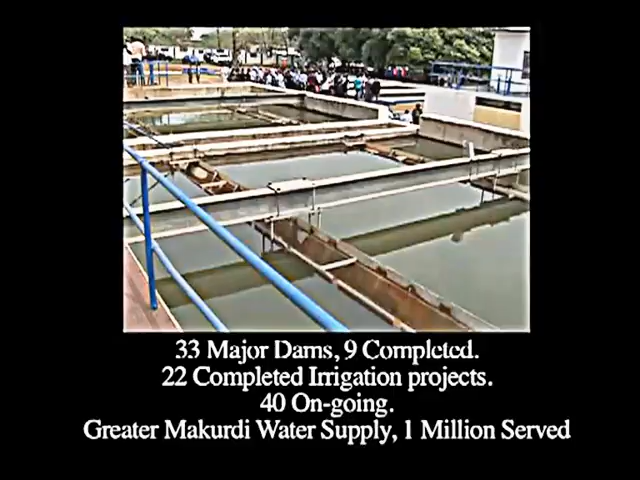 33 Major Dams, 9 Completed.
22 Completed Irrigation projects.
40 On-going.
Greater Makurdi Water Supply, 1 Million Served